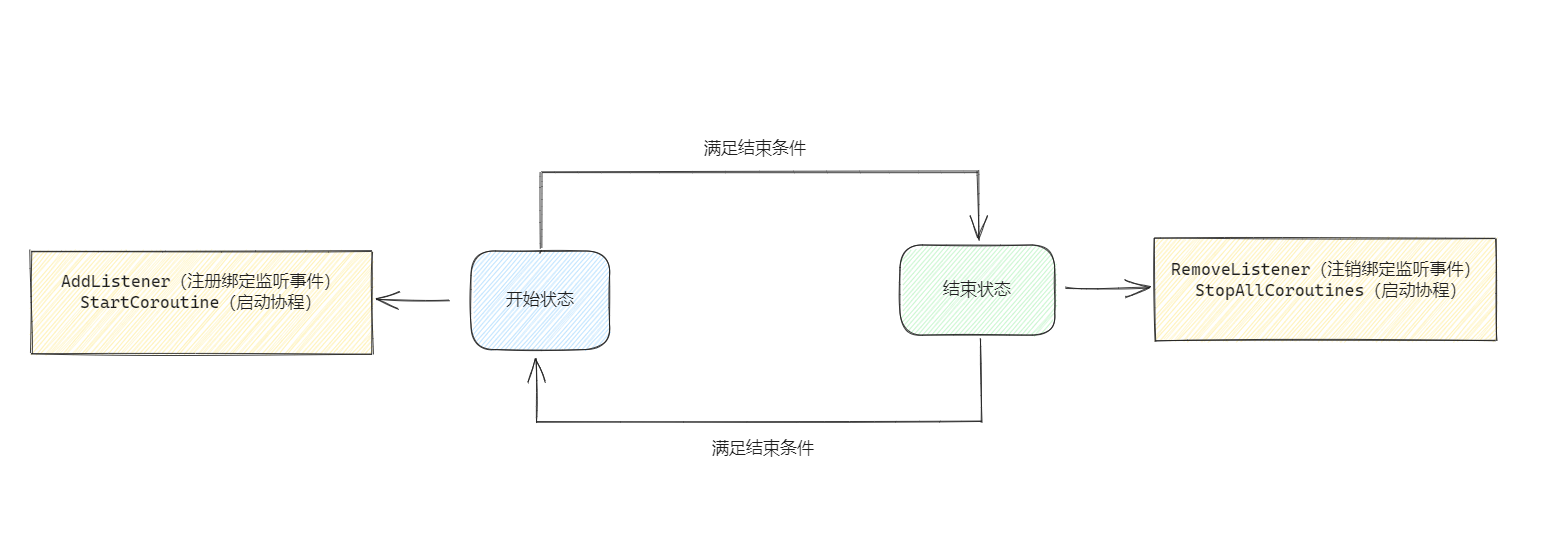 满足结束条件
AddListener（注册绑定监听事件）
StartCoroutine（启动协程）
开始状态
结束状态
RemoveListener（注销绑定监听事件）
StopAllCoroutines（启动协程）
满足结束条件